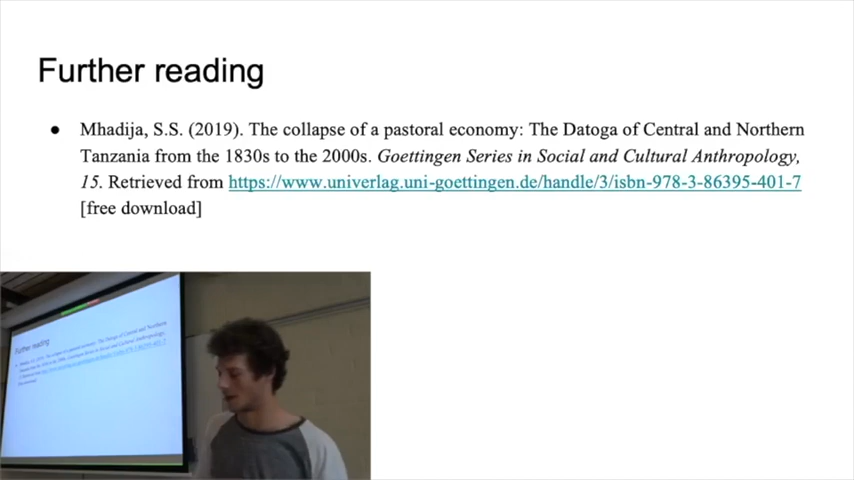 Further reading
● Mhadija, S.S. (2019). The collapse of a pastoral economy: The Datoga of Central and Northern
Tanzania from the 1830s to the 2000s. Goettingen Series in Social and Cultural Anthropology,
15. Retrieved from https://www.univerlag.uni-goettingen.de/handle/3/isbn-978-3-86395-401-7
[free download]
Further reading